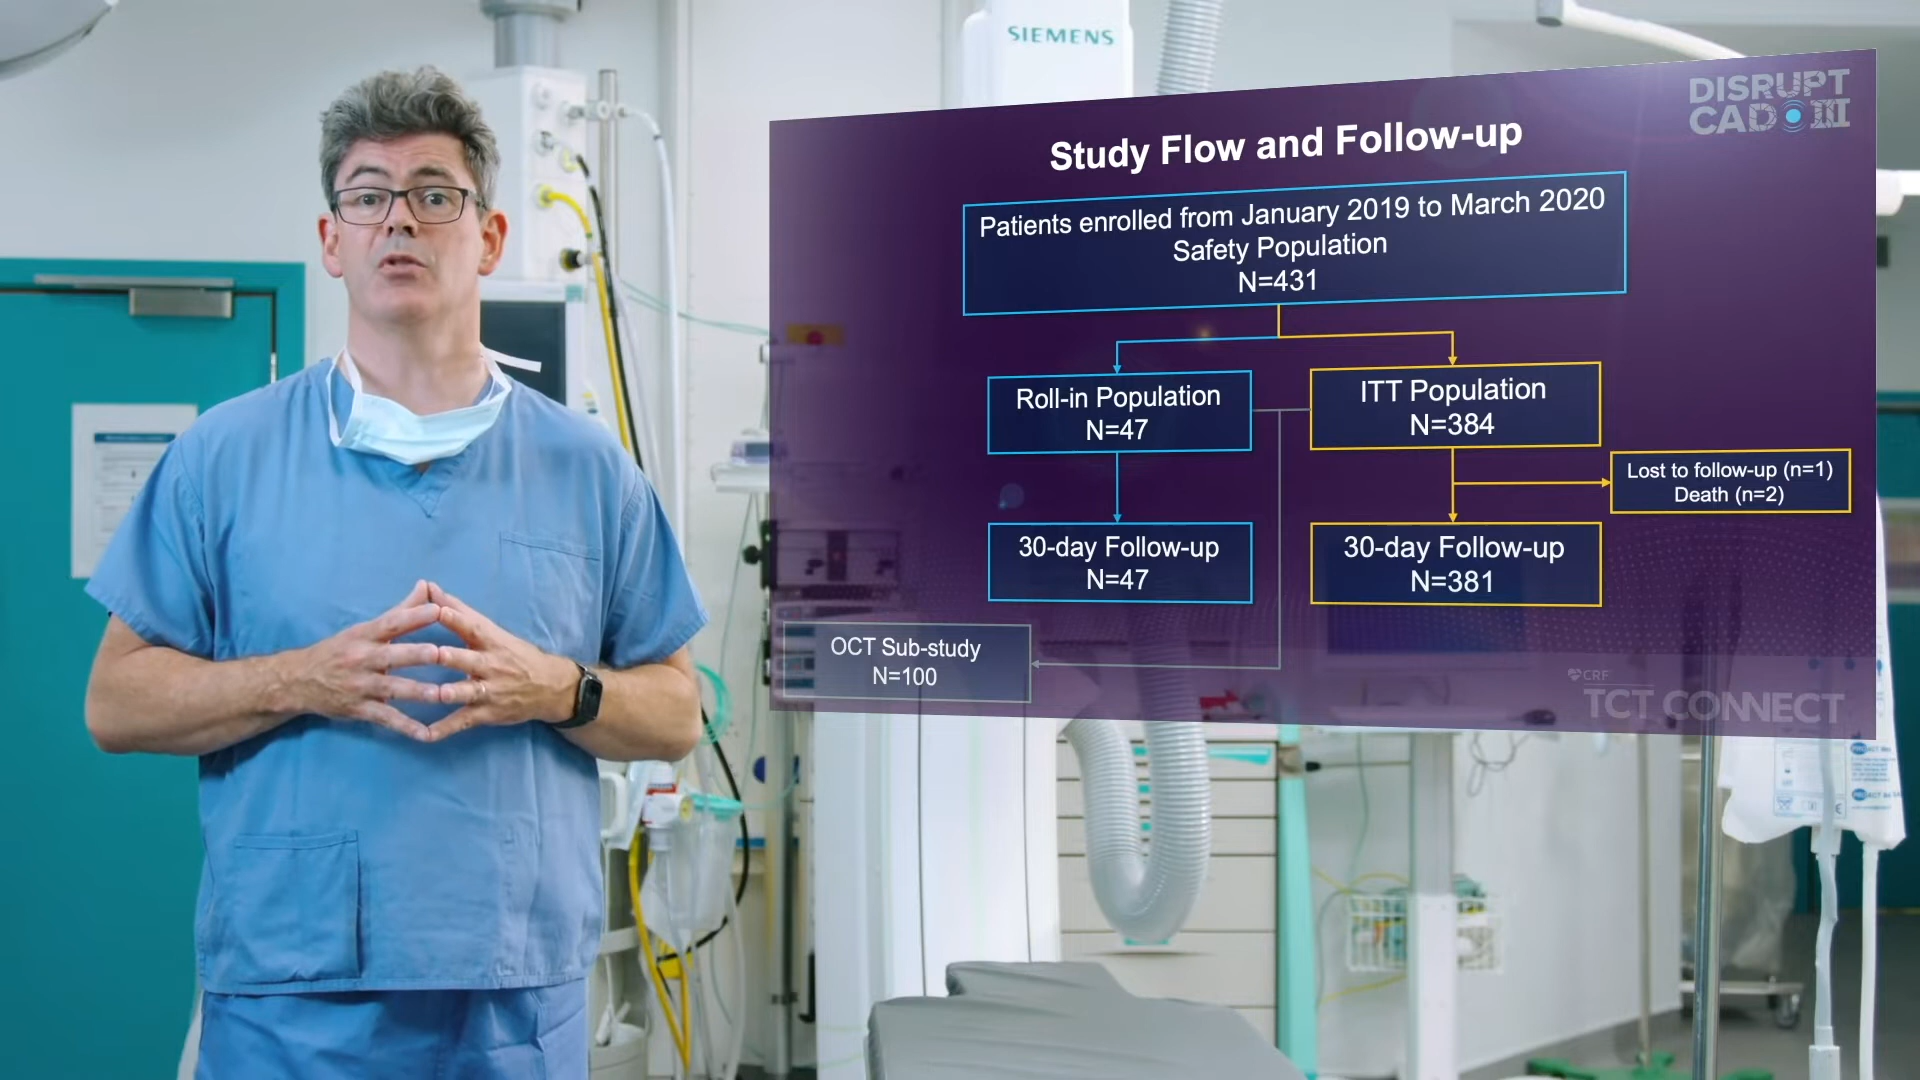 SIEMENS
DISRUPT
CAD III
Study Flow and Follow-up
Patients enrolled from January 2019 to March 2020
Safety Population
N=431
Roll-in Population
N=47
ITT Population
N=384
Lost to follow-up (n=1)
Death (n=2)
30-day Follow-up
N=47
30-day Follow-up
N=381
OCT Sub-study
N=100
CRF
TCT CONNECT